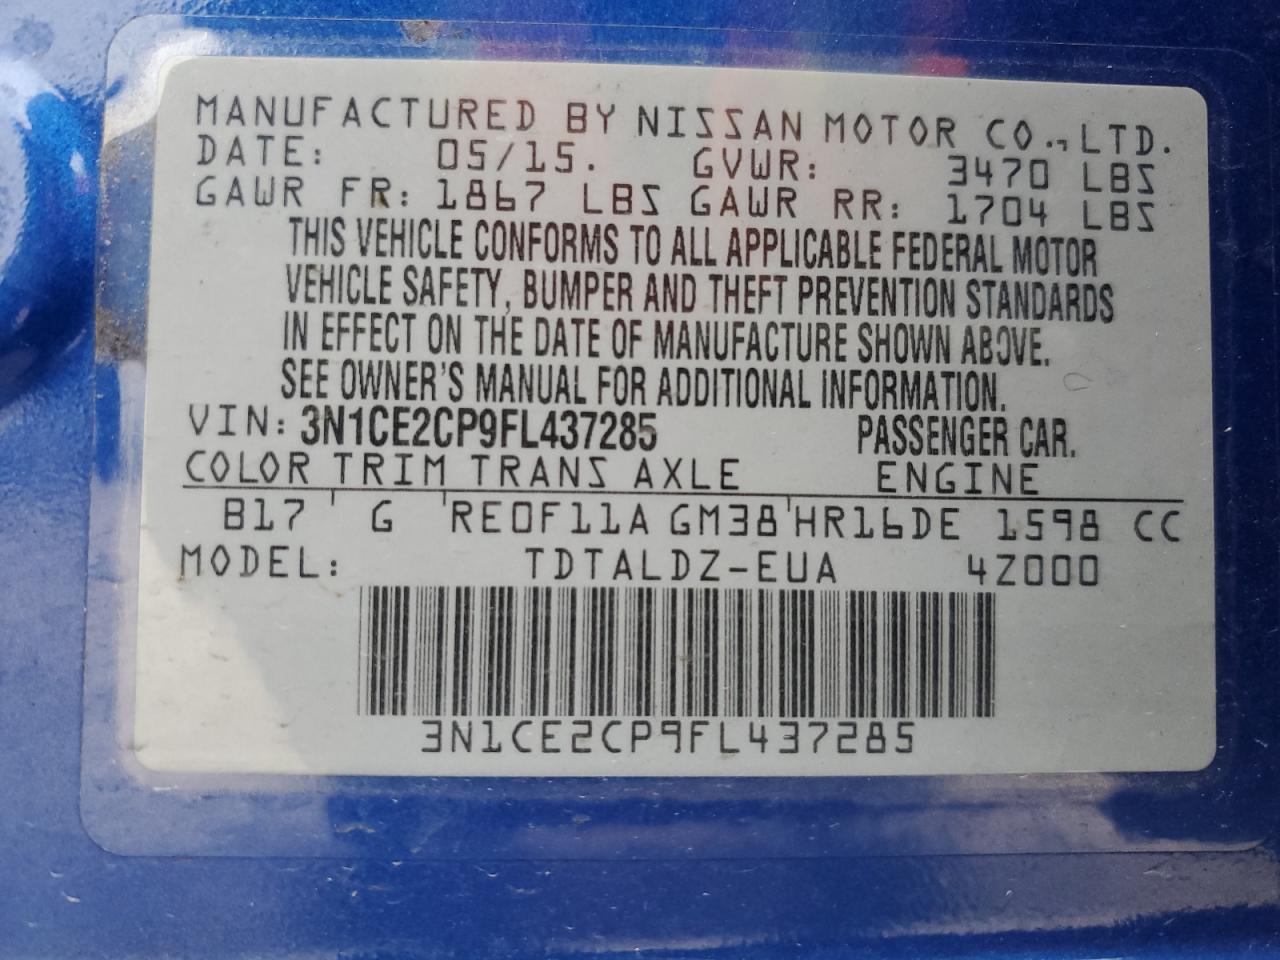 MANUFACTURED BY NISSAN MOTOR CO., LTD.
DATE: 05/15. GVWR: 3470 LBS
GAWR FR: 1867 LBS GAWR RR: 1704 LBS
THIS VEHICLE CONFORMS TO ALL APPLICABLE FEDERAL MOTOR
VEHICLE SAFETY, BUMPER AND THEFT PREVENTION STANDARDS
IN EFFECT ON THE DATE OF MANUFACTURE SHOWN ABOVE.
SEE OWNER'S MANUAL FOR ADDITIONAL INFORMATION.
VIN: 3N1CE2CP9FL437285 PASSENGER CAR.
COLOR TRIM TRANS AXLE ENGINE
B17 G RE0F11A GM38 HR16DE 1598 CC
MODEL: TDTALDZ-EUA 4Z000
3N1CE2CP9FL437285